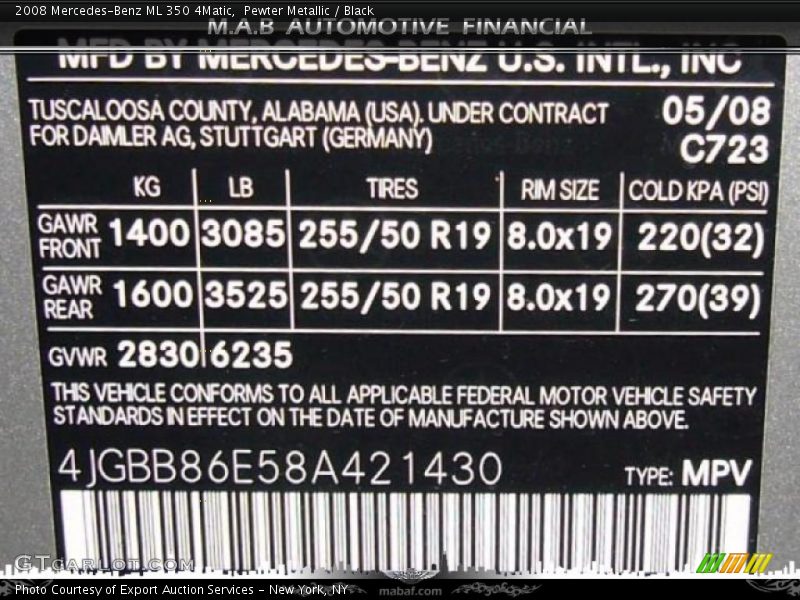 2008 Mercedes-Benz ML 350 4Matic, Pewter Metallic / Black
M.A.B AUTOMOTIVE FINANCIAL
MFD BY MERCEDES-BENZ U.S. INTL., INC
TUSCALOOSA COUNTY, ALABAMA (USA). UNDER CONTRACT 05/08
FOR DAIMLER AG, STUTTGART (GERMANY) C723
KG LB TIRES RIM SIZE COLD KPA (PSI)
GAWR FRONT 1400 3085 255/50 R19 8.0x19 220(32)
GAWR REAR 1600 3525 255/50 R19 8.0x19 270(39)
GVWR 2830 6235
THIS VEHICLE CONFORMS TO ALL APPLICABLE FEDERAL MOTOR VEHICLE SAFETY
STANDARDS IN EFFECT ON THE DATE OF MANUFACTURE SHOWN ABOVE.
4JGBB86E58A421430 TYPE: MPV
GTcarlot.com
Photo Courtesy of Export Auction Services - New York, NY
mabaf.com